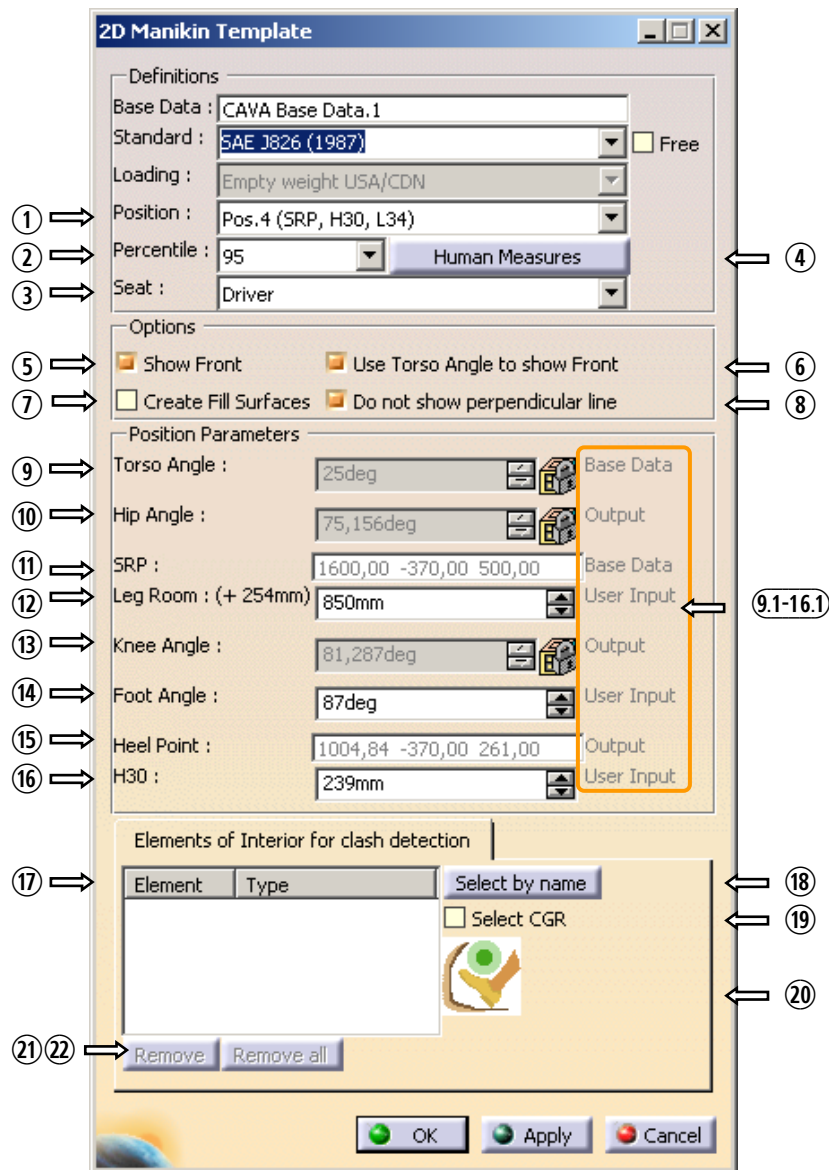 2D Manikin Template
Definitions
Base Data : CAVA Base Data.1
Standard : SAE J826 (1987) Free
Loading : Empty weight USA/CDN
① Position : Pos.4 (SRP, H30, L34)
② Percentile : 95 Human Measures ④
③ Seat : Driver
Options
⑤ Show Front Use Torso Angle to show Front ⑥
⑦ Create Fill Surfaces Do not show perpendicular line ⑧
Position Parameters
⑨ Torso Angle : 25deg Base Data
⑩ Hip Angle : 75,156deg Output
⑪ SRP : 1600,00 -370,00 500,00 Base Data
⑫ Leg Room : (+ 254mm) 850mm User Input 9.1-16.1
⑬ Knee Angle : 81,287deg Output
⑭ Foot Angle : 87deg User Input
⑮ Heel Point : 1004,84 -370,00 261,00 Output
⑯ H30 : 239mm User Input
Elements of Interior for clash detection
⑰ Element Type Select by name ⑱
Select CGR ⑲
⑳
㉑㉒ Remove Remove all
OK Apply Cancel